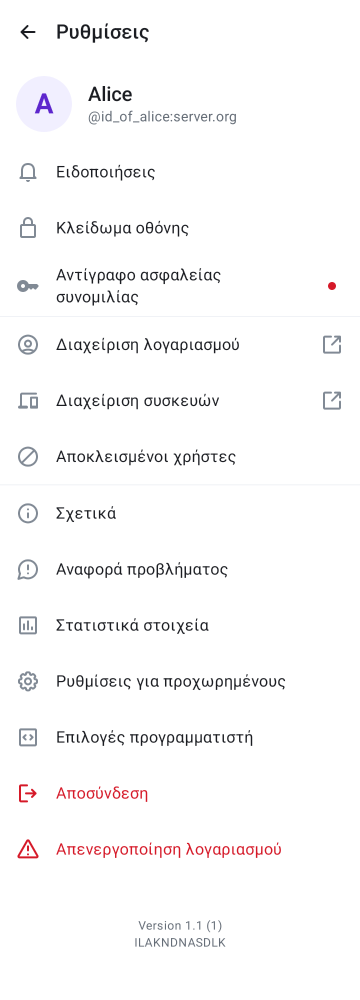 Ρυθμίσεις
A
Alice
@id_of_alice:server.org
Ειδοποιήσεις
Κλείδωμα οθόνης
Αντίγραφο ασφαλείας
συνομιλίας
Διαχείριση λογαριασμού
Διαχείριση συσκευών
Αποκλεισμένοι χρήστες
Σχετικά
Αναφορά προβλήματος
Στατιστικά στοιχεία
Ρυθμίσεις για προχωρημένους
Επιλογές προγραμματιστή
Αποσύνδεση
Απενεργοποίηση λογαριασμού
Version 1.1 (1)
ILAKNDNASDLK